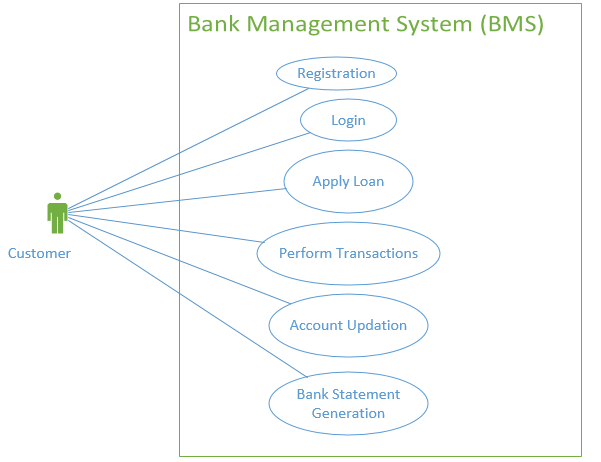 Bank Management System (BMS)
Registration
Login
Apply Loan
Perform Transactions
Customer
Account Updation
Bank Statement
Generation